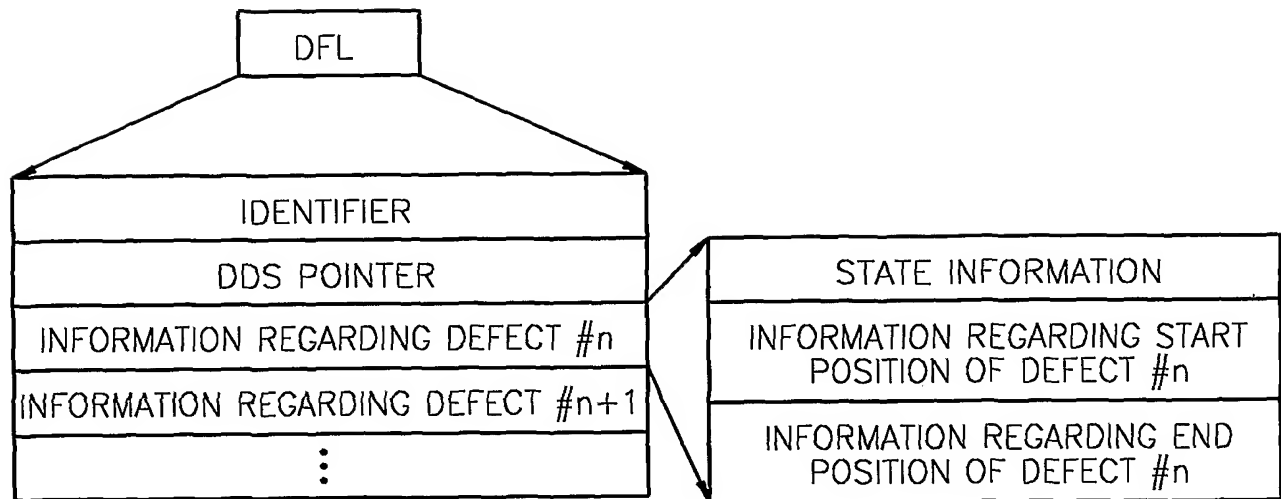 DFL
IDENTIFIER
DDS POINTER
INFORMATION REGARDING DEFECT #n
INFORMATION REGARDING DEFECT #n+1
⋮
STATE INFORMATION
INFORMATION REGARDING START
POSITION OF DEFECT #n
INFORMATION REGARDING END
POSITION OF DEFECT #n